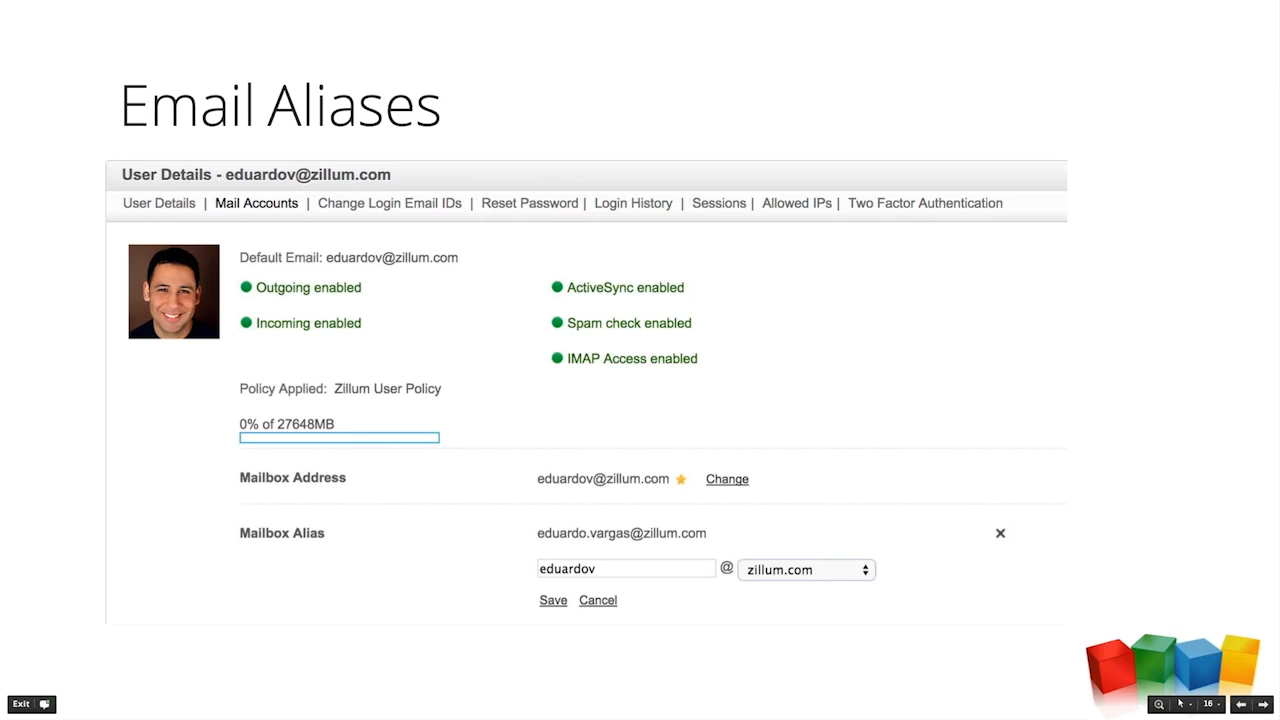 Email Aliases
User Details - eduardov@zillum.com
User Details | Mail Accounts | Change Login Email IDs | Reset Password | Login History | Sessions | Allowed IPs | Two Factor Authentication
Default Email: eduardov@zillum.com
Outgoing enabled ActiveSync enabled
Incoming enabled Spam check enabled
IMAP Access enabled
Policy Applied: Zillum User Policy
0% of 27648MB
Mailbox Address eduardov@zillum.com Change
Mailbox Alias eduardo.vargas@zillum.com
eduardov @ zillum.com
Save Cancel
Exit 16